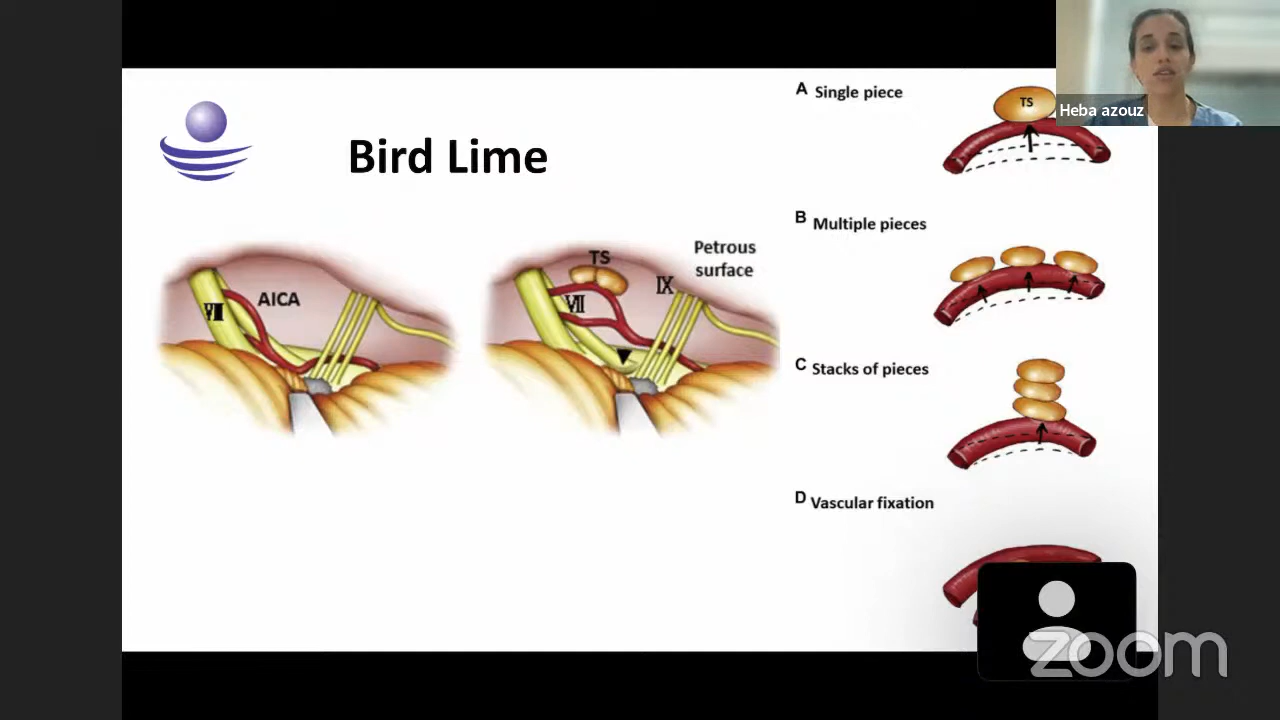 Bird Lime
VIII
AICA
TS
VII
IX
Petrous
surface
A Single piece
TS
B Multiple pieces
C Stacks of pieces
D Vascular fixation
Heba azouz
zoom